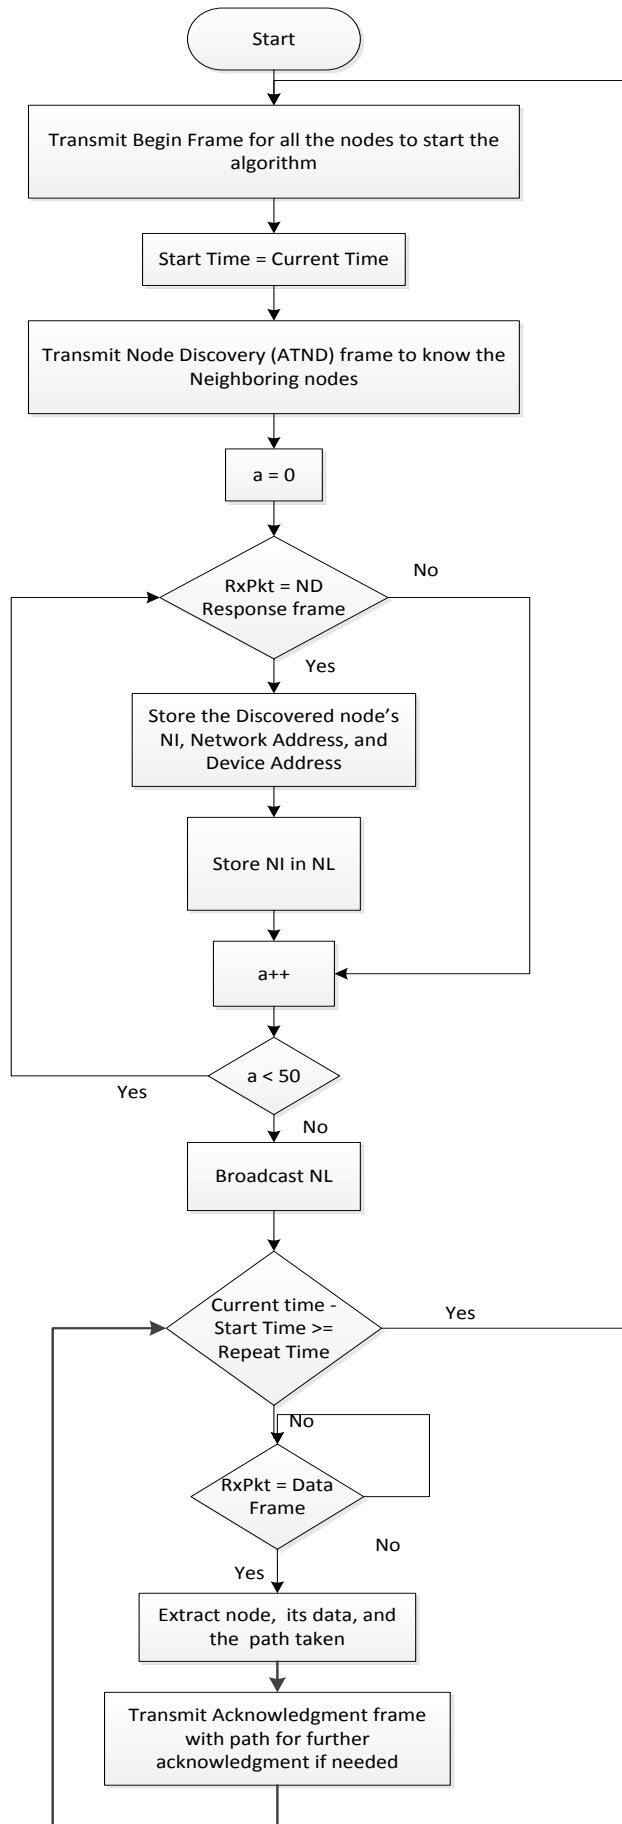 Start
Transmit Begin Frame for all the nodes to start the
algorithm
Start Time = Current Time
Transmit Node Discovery (ATND) frame to know the
Neighboring nodes
a = 0
RxPkt = ND
Response frame
No
Yes
Store the Discovered node’s
NI, Network Address, and
Device Address
Store NI in NL
a++
a < 50
Yes
No
Broadcast NL
Current time -
Start Time >=
Repeat Time
Yes
No
RxPkt = Data
Frame
No
Yes
Extract node, its data, and
the path taken
Transmit Acknowledgment frame
with path for further
acknowledgment if needed